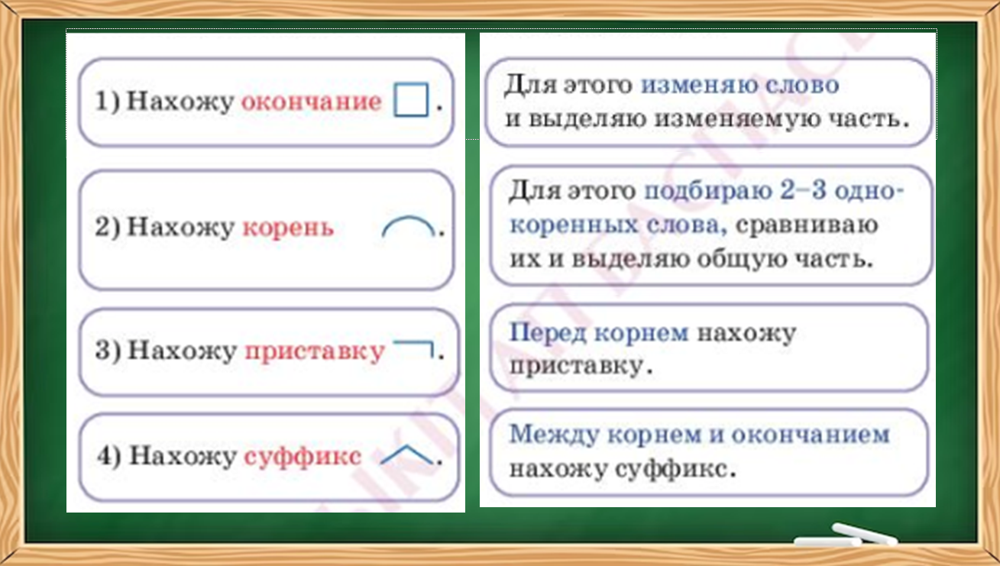 1) Нахожу окончание .
Для этого изменяю слово
и выделяю изменяемую часть.
2) Нахожу корень .
Для этого подбираю 2–3 одно-
коренных слова, сравниваю
их и выделяю общую часть.
3) Нахожу приставку .
Перед корнем нахожу
приставку.
4) Нахожу суффикс .
Между корнем и окончанием
нахожу суффикс.